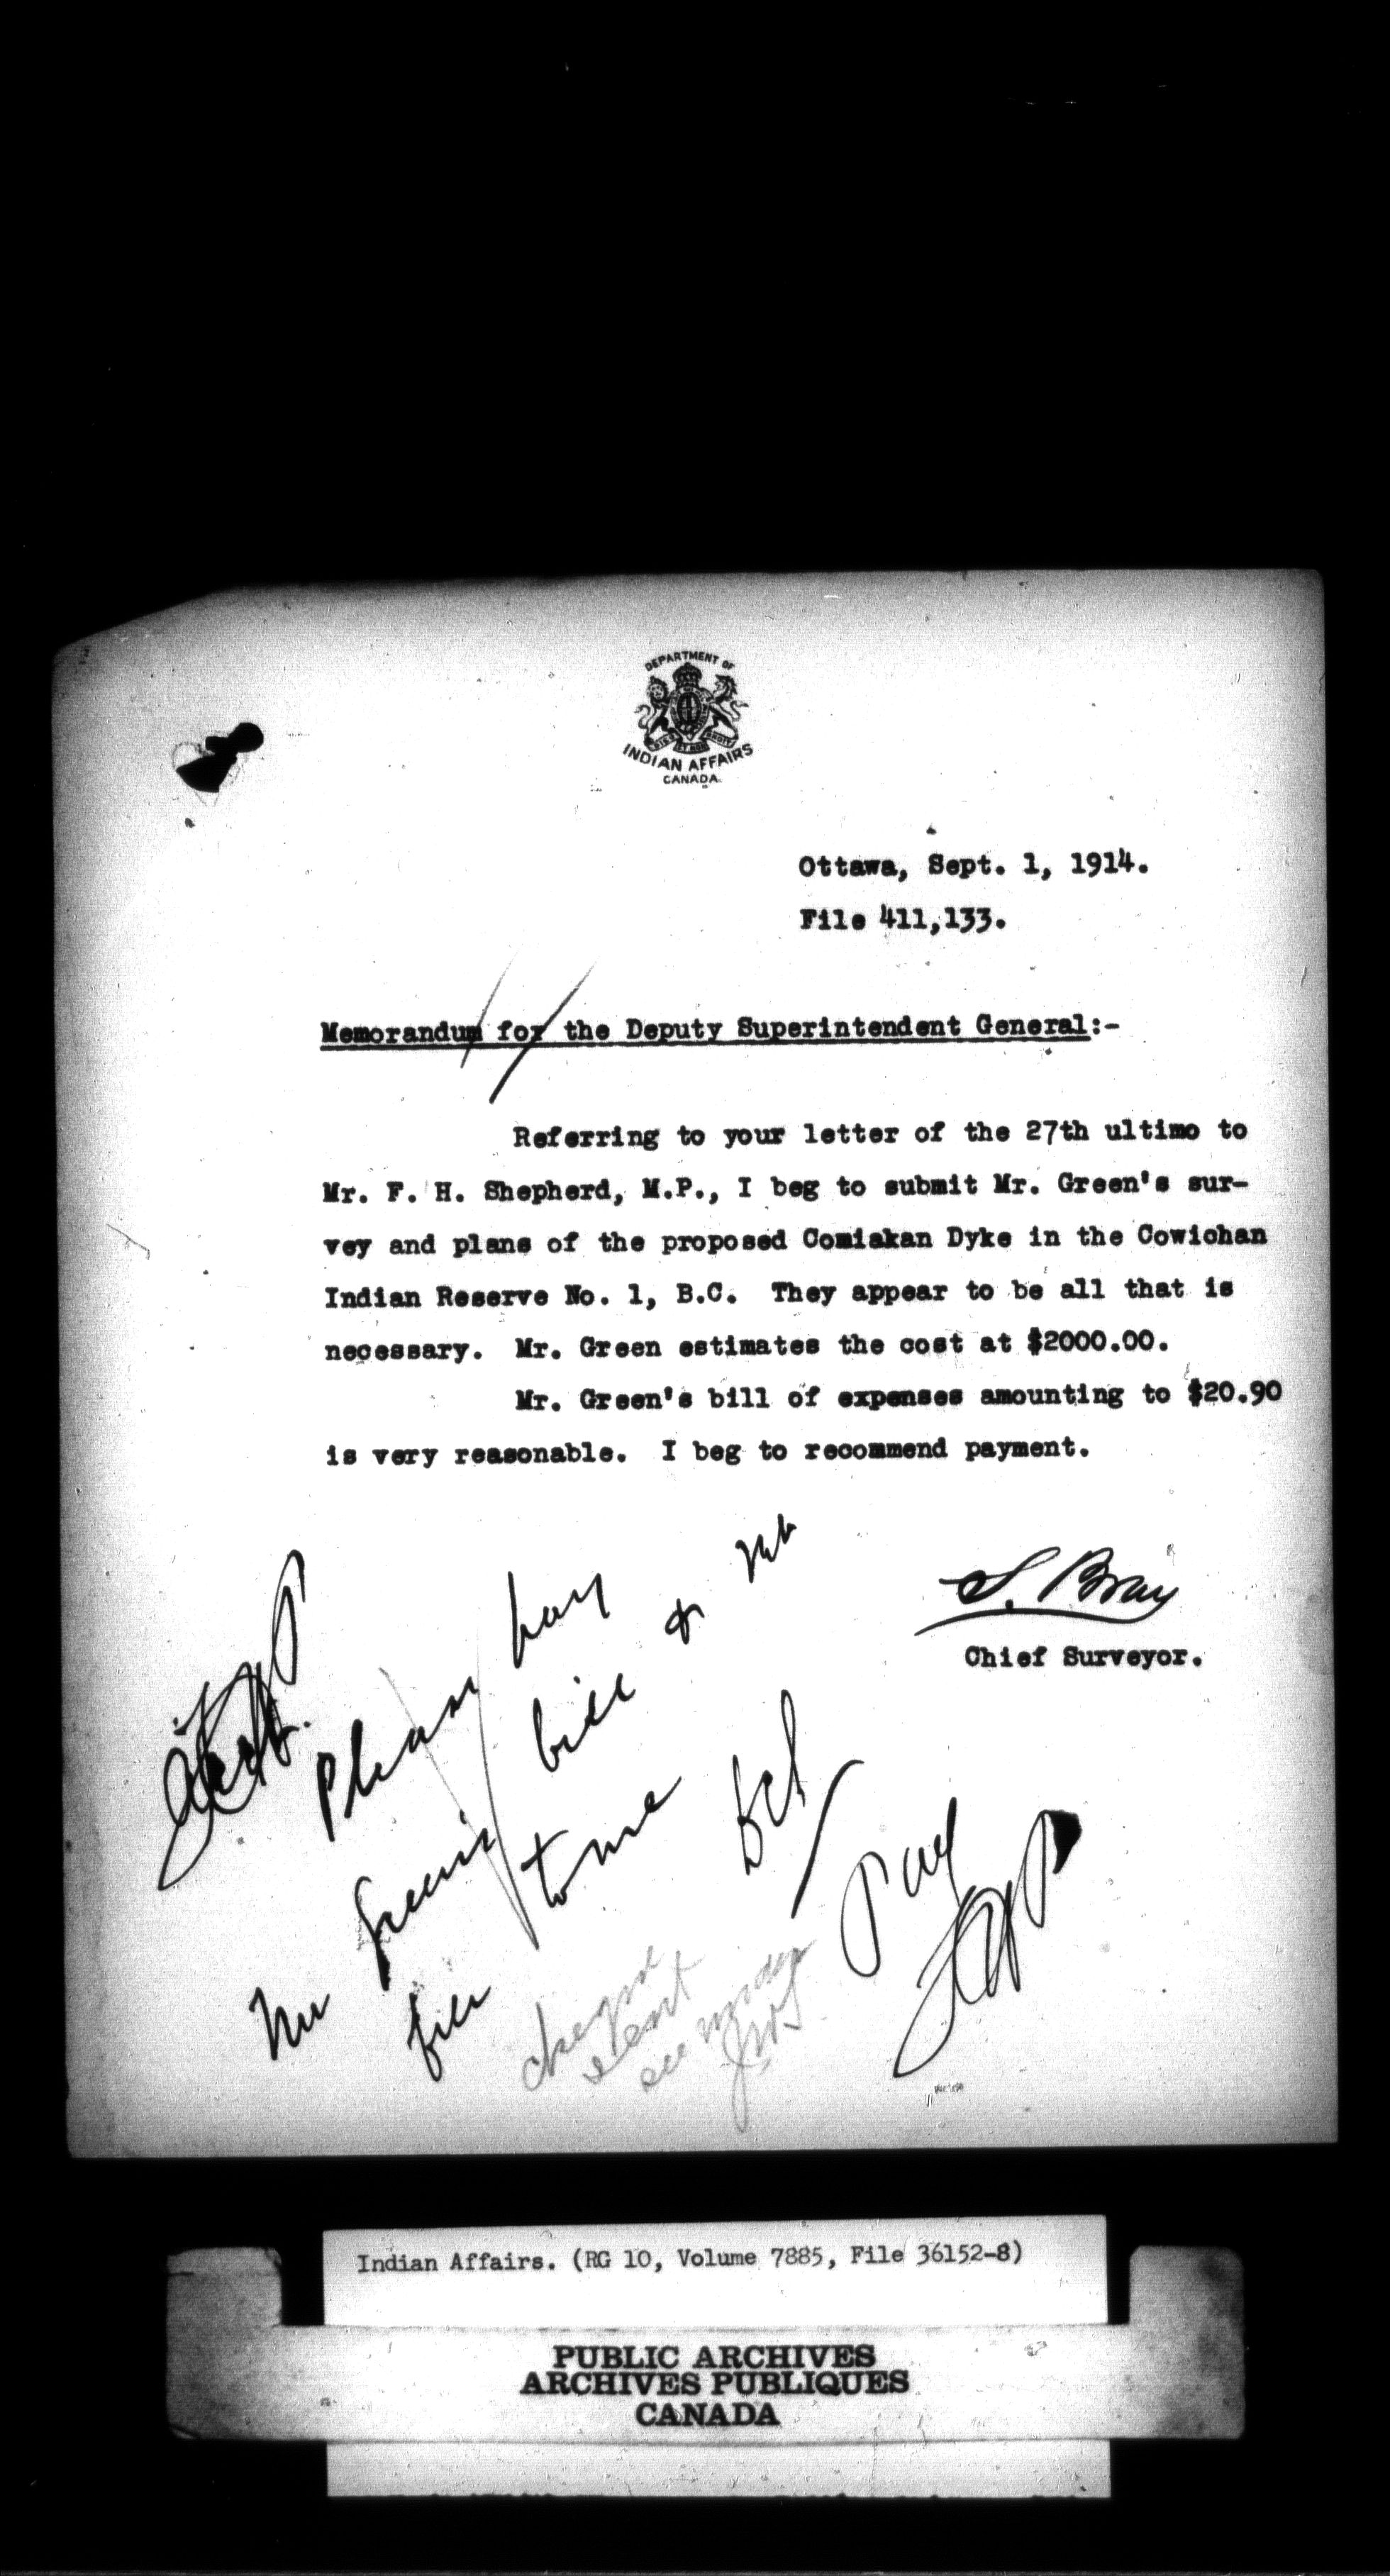 DEPARTMENT OF
INDIAN AFFAIRS
CANADA.
Ottawa, Sept. 1, 1914.
File 411,133.
Memorandum for the Deputy Superintendent General:-
Referring to your letter of the 27th ultimo to
Mr. F. H. Shepherd, M.P., I beg to submit Mr. Green's sur-
vey and plans of the proposed Comiakan Dyke in the Cowichan
Indian Reserve No. 1, B.C. They appear to be all that is
necessary. Mr. Green estimates the cost at $2000.00.
Mr. Green's bill of expenses amounting to $20.90
is very reasonable. I beg to recommend payment.
S. Bray
Chief Surveyor.
Please pay
Mr Green's bill &
file to me
Paid
cheque
sent
Indian Affairs. (RG 10, Volume 7885, File 36152-8)
PUBLIC ARCHIVES
ARCHIVES PUBLIQUES
CANADA